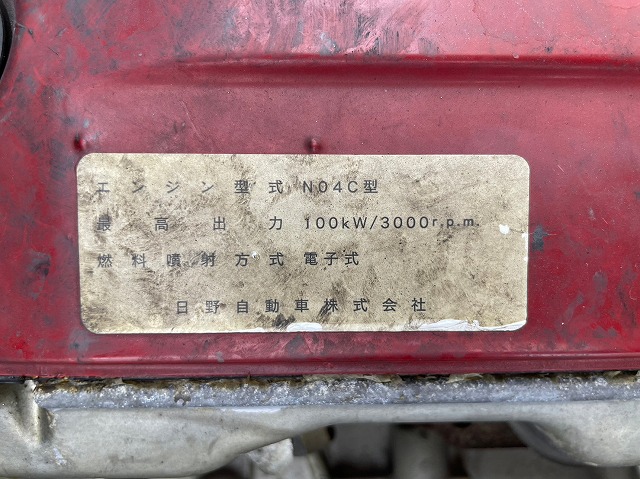 エンジン型式 N04C型
最高出力 100kW/3000r.p.m.
燃料噴射方式 電子式
日野自動車株式会社